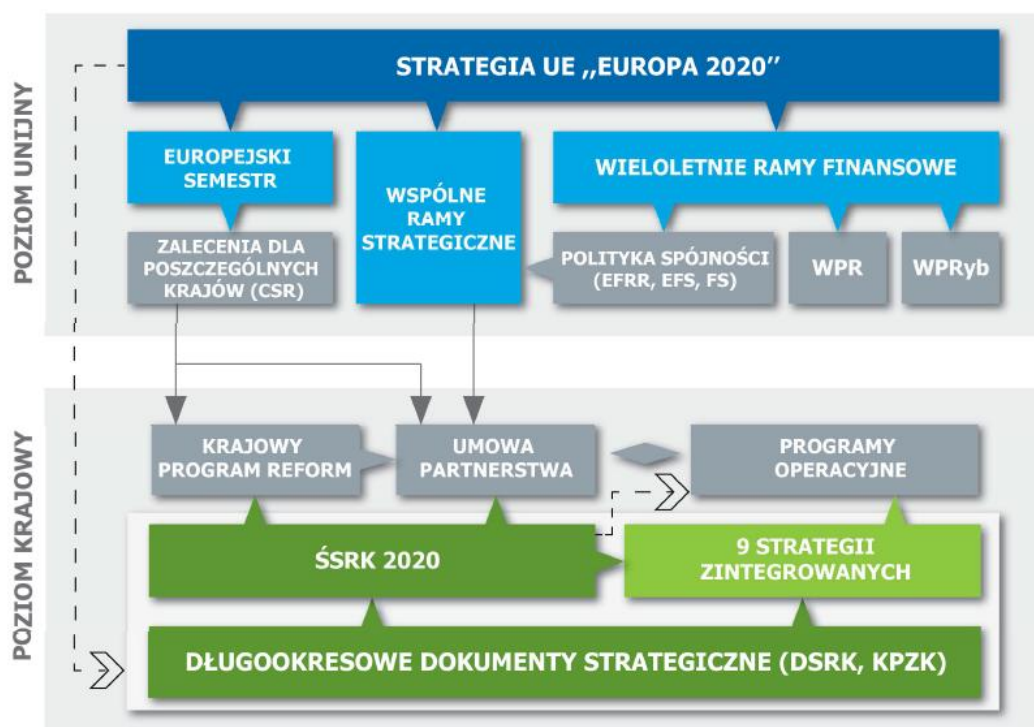 POZIOM UNIJNY
STRATEGIA UE „EUROPA 2020”
EUROPEJSKI
SEMESTR
WSPÓLNE
RAMY
STRATEGICZNE
WIELOLETNIE RAMY FINANSOWE
ZALECENIA DLA
POSZCZEGÓLNYCH
KRAJÓW (CSR)
POLITYKA SPÓJNOŚCI
(EFRR, EFS, FS)
WPR
WPRyb
POZIOM KRAJOWY
KRAJOWY
PROGRAM REFORM
UMOWA
PARTNERSTWA
PROGRAMY
OPERACYJNE
ŚSRK 2020
9 STRATEGII
ZINTEGROWANYCH
DŁUGOOKRESOWE DOKUMENTY STRATEGICZNE (DSRK, KPZK)